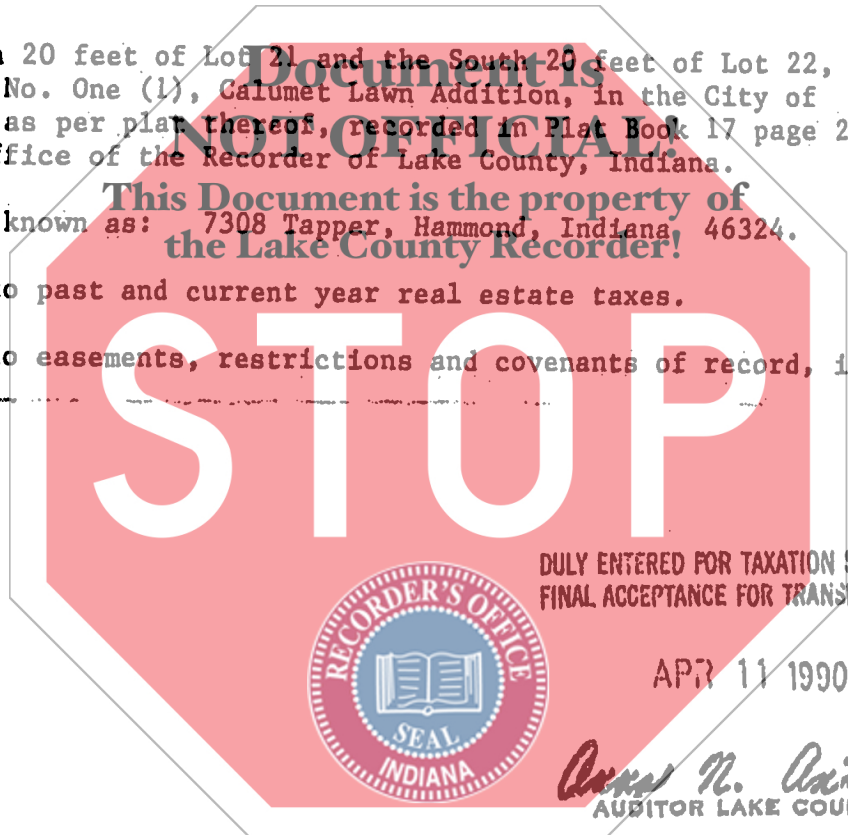 20 feet of Lot 21 and the South 20 feet of Lot 22,
No. One (1), Calumet Lawn Addition, in the City of
as per plat thereof, recorded in Plat Book 17 page 2
ffice of the Recorder of Lake County, Indiana.
known as: 7308 Tapper, Hammond, Indiana 46324.
o past and current year real estate taxes.
o easements, restrictions and covenants of record, i
Document is
NOT OFFICIAL!
This Document is the property of
the Lake County Recorder!
STOP
DULY ENTERED FOR TAXATION S
FINAL ACCEPTANCE FOR TRANS
APR 11 1990
RECORDER'S OFFICE
SEAL
INDIANA
N.
AUDITOR LAKE COU